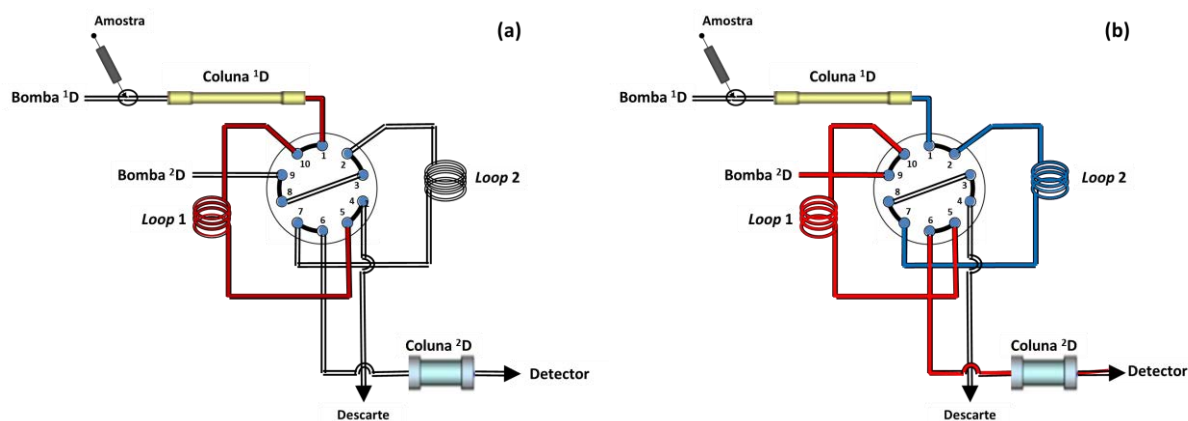 Amostra
(a)
Coluna ¹D
Bomba ¹D
1
10
2
Bomba ²D
9
3
8
4
7
6
5
Loop 1
Loop 2
Coluna ²D
Detector
Descarte
Amostra
(b)
Coluna ¹D
Bomba ¹D
1
10
2
Bomba ²D
9
3
8
4
7
6
5
Loop 1
Loop 2
Coluna ²D
Detector
Descarte